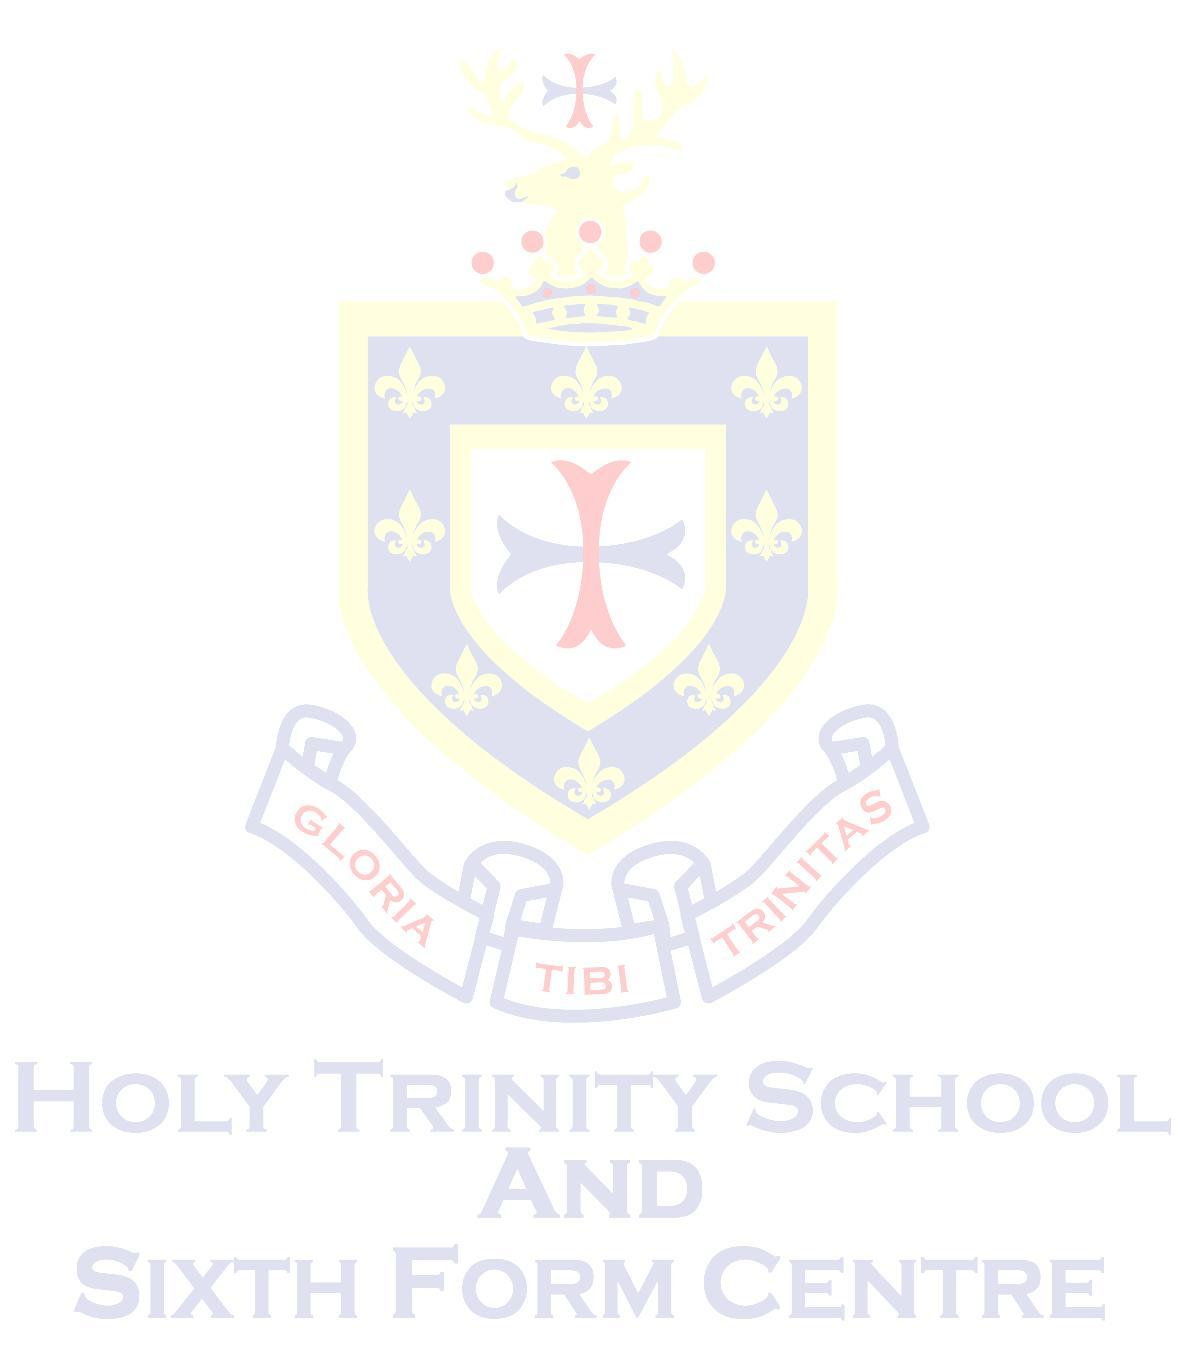 GLORIA TIBI TRINITAS
HOLY TRINITY SCHOOL
AND
SIXTH FORM CENTRE